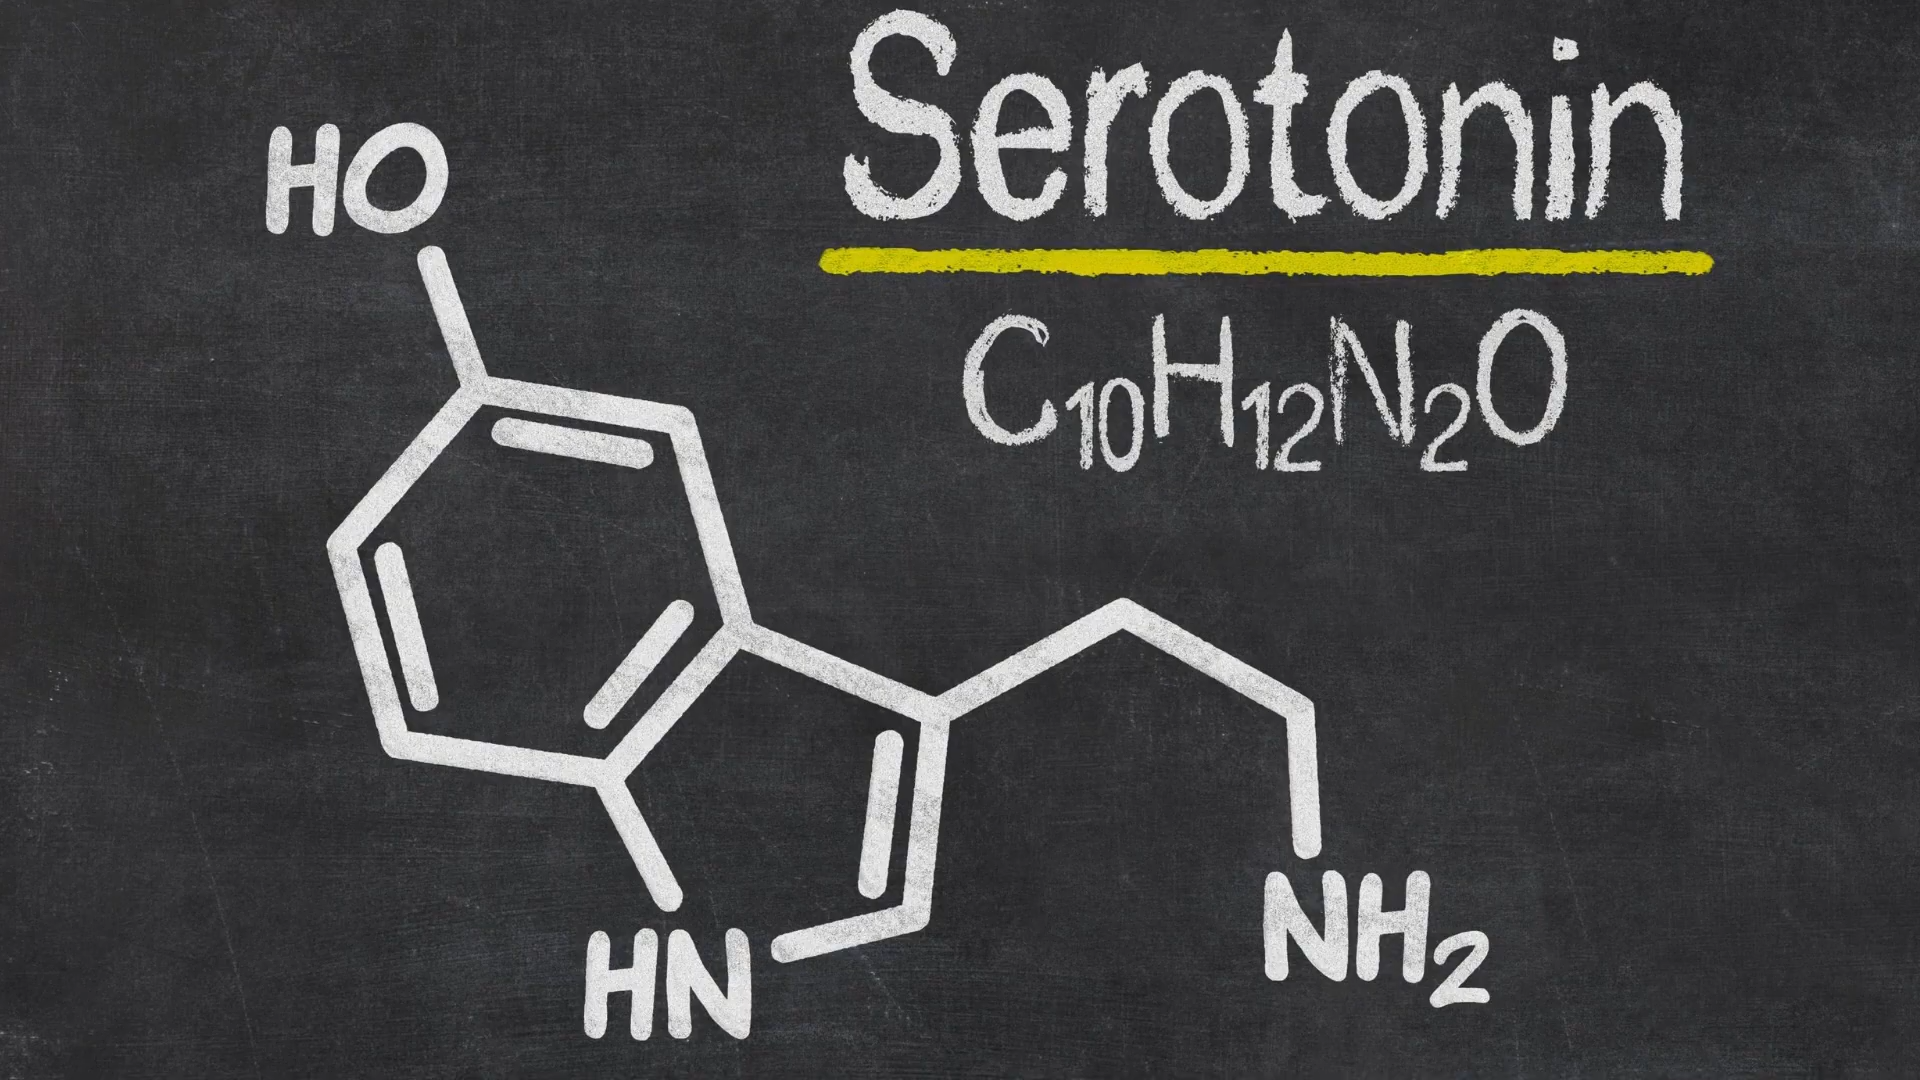 Serotonin
C₁₀H₁₂N₂O
HO
HN
NH₂